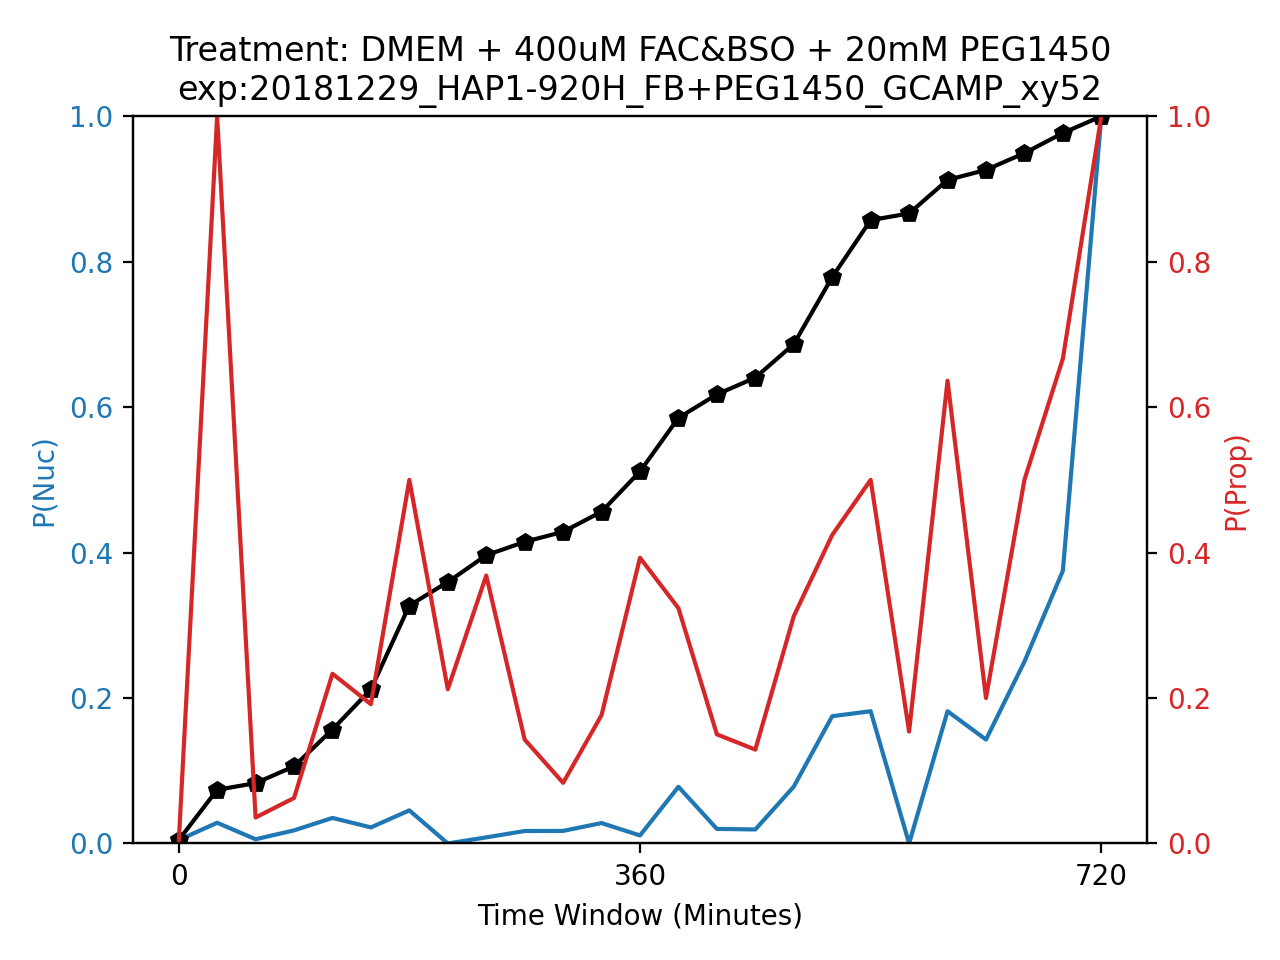 Treatment: DMEM + 400uM FAC&BSO + 20mM PEG1450
exp:20181229_HAP1-920H_FB+PEG1450_GCAMP_xy52
1.0
0.8
0.6
0.4
0.2
0.0
P(Nuc)
1.0
0.8
0.6
0.4
0.2
0.0
P(Prop)
0 360 720
Time Window (Minutes)